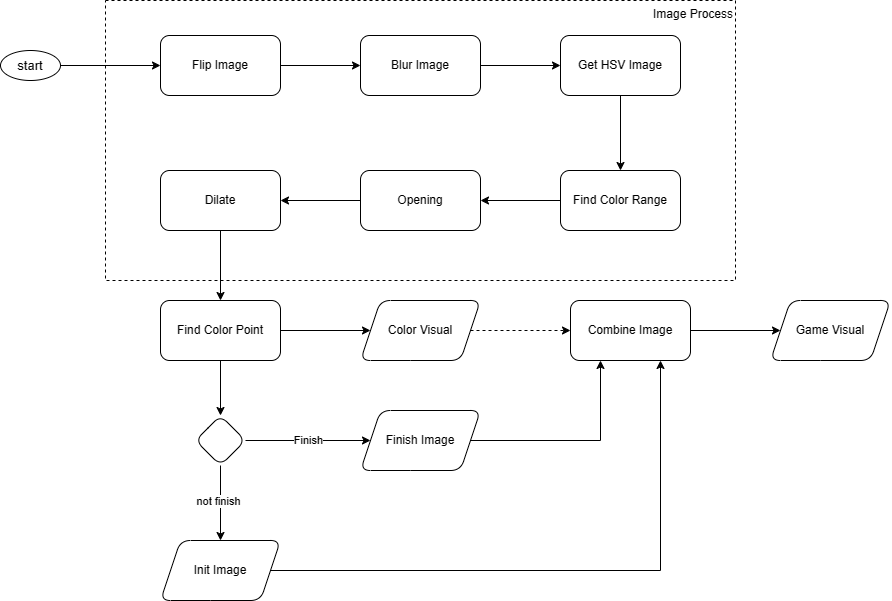 Image Process
start
Flip Image
Blur Image
Get HSV Image
Dilate
Opening
Find Color Range
Find Color Point
Color Visual
Combine Image
Game Visual
Finish
Finish Image
not finish
Init Image